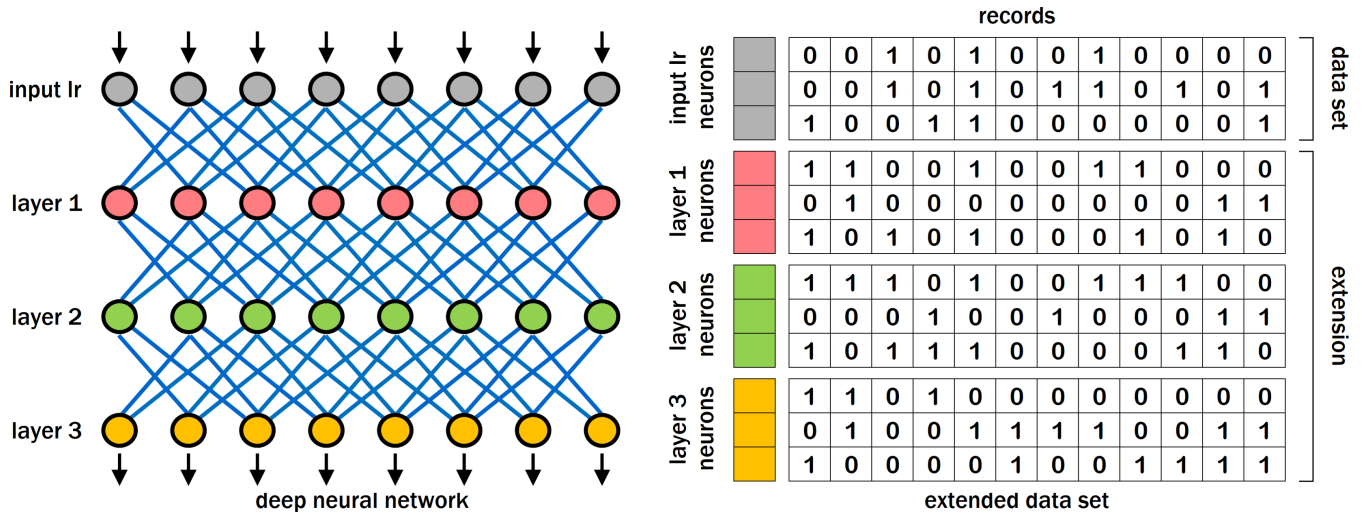 input lr
layer 1
layer 2
layer 3
deep neural network
records
input lr
neurons
0 0 1 0 1 0 0 1 0 0 0 0
0 0 1 0 1 0 1 1 0 1 0 1
1 0 0 1 1 0 0 0 0 0 0 1
data set
layer 1
neurons
1 1 0 0 1 0 0 1 1 0 0 0
0 1 0 0 0 0 0 0 0 0 1 1
1 0 1 0 1 0 0 0 1 0 1 0
layer 2
neurons
1 1 1 0 1 0 0 1 1 1 0 0
0 0 0 1 0 0 1 0 0 0 1 1
1 0 1 1 1 0 0 0 0 1 1 0
layer 3
neurons
1 1 0 1 0 0 0 0 0 0 0 0
0 1 0 0 1 1 1 1 0 0 1 1
1 0 0 0 0 1 0 0 1 1 1 1
extension
extended data set